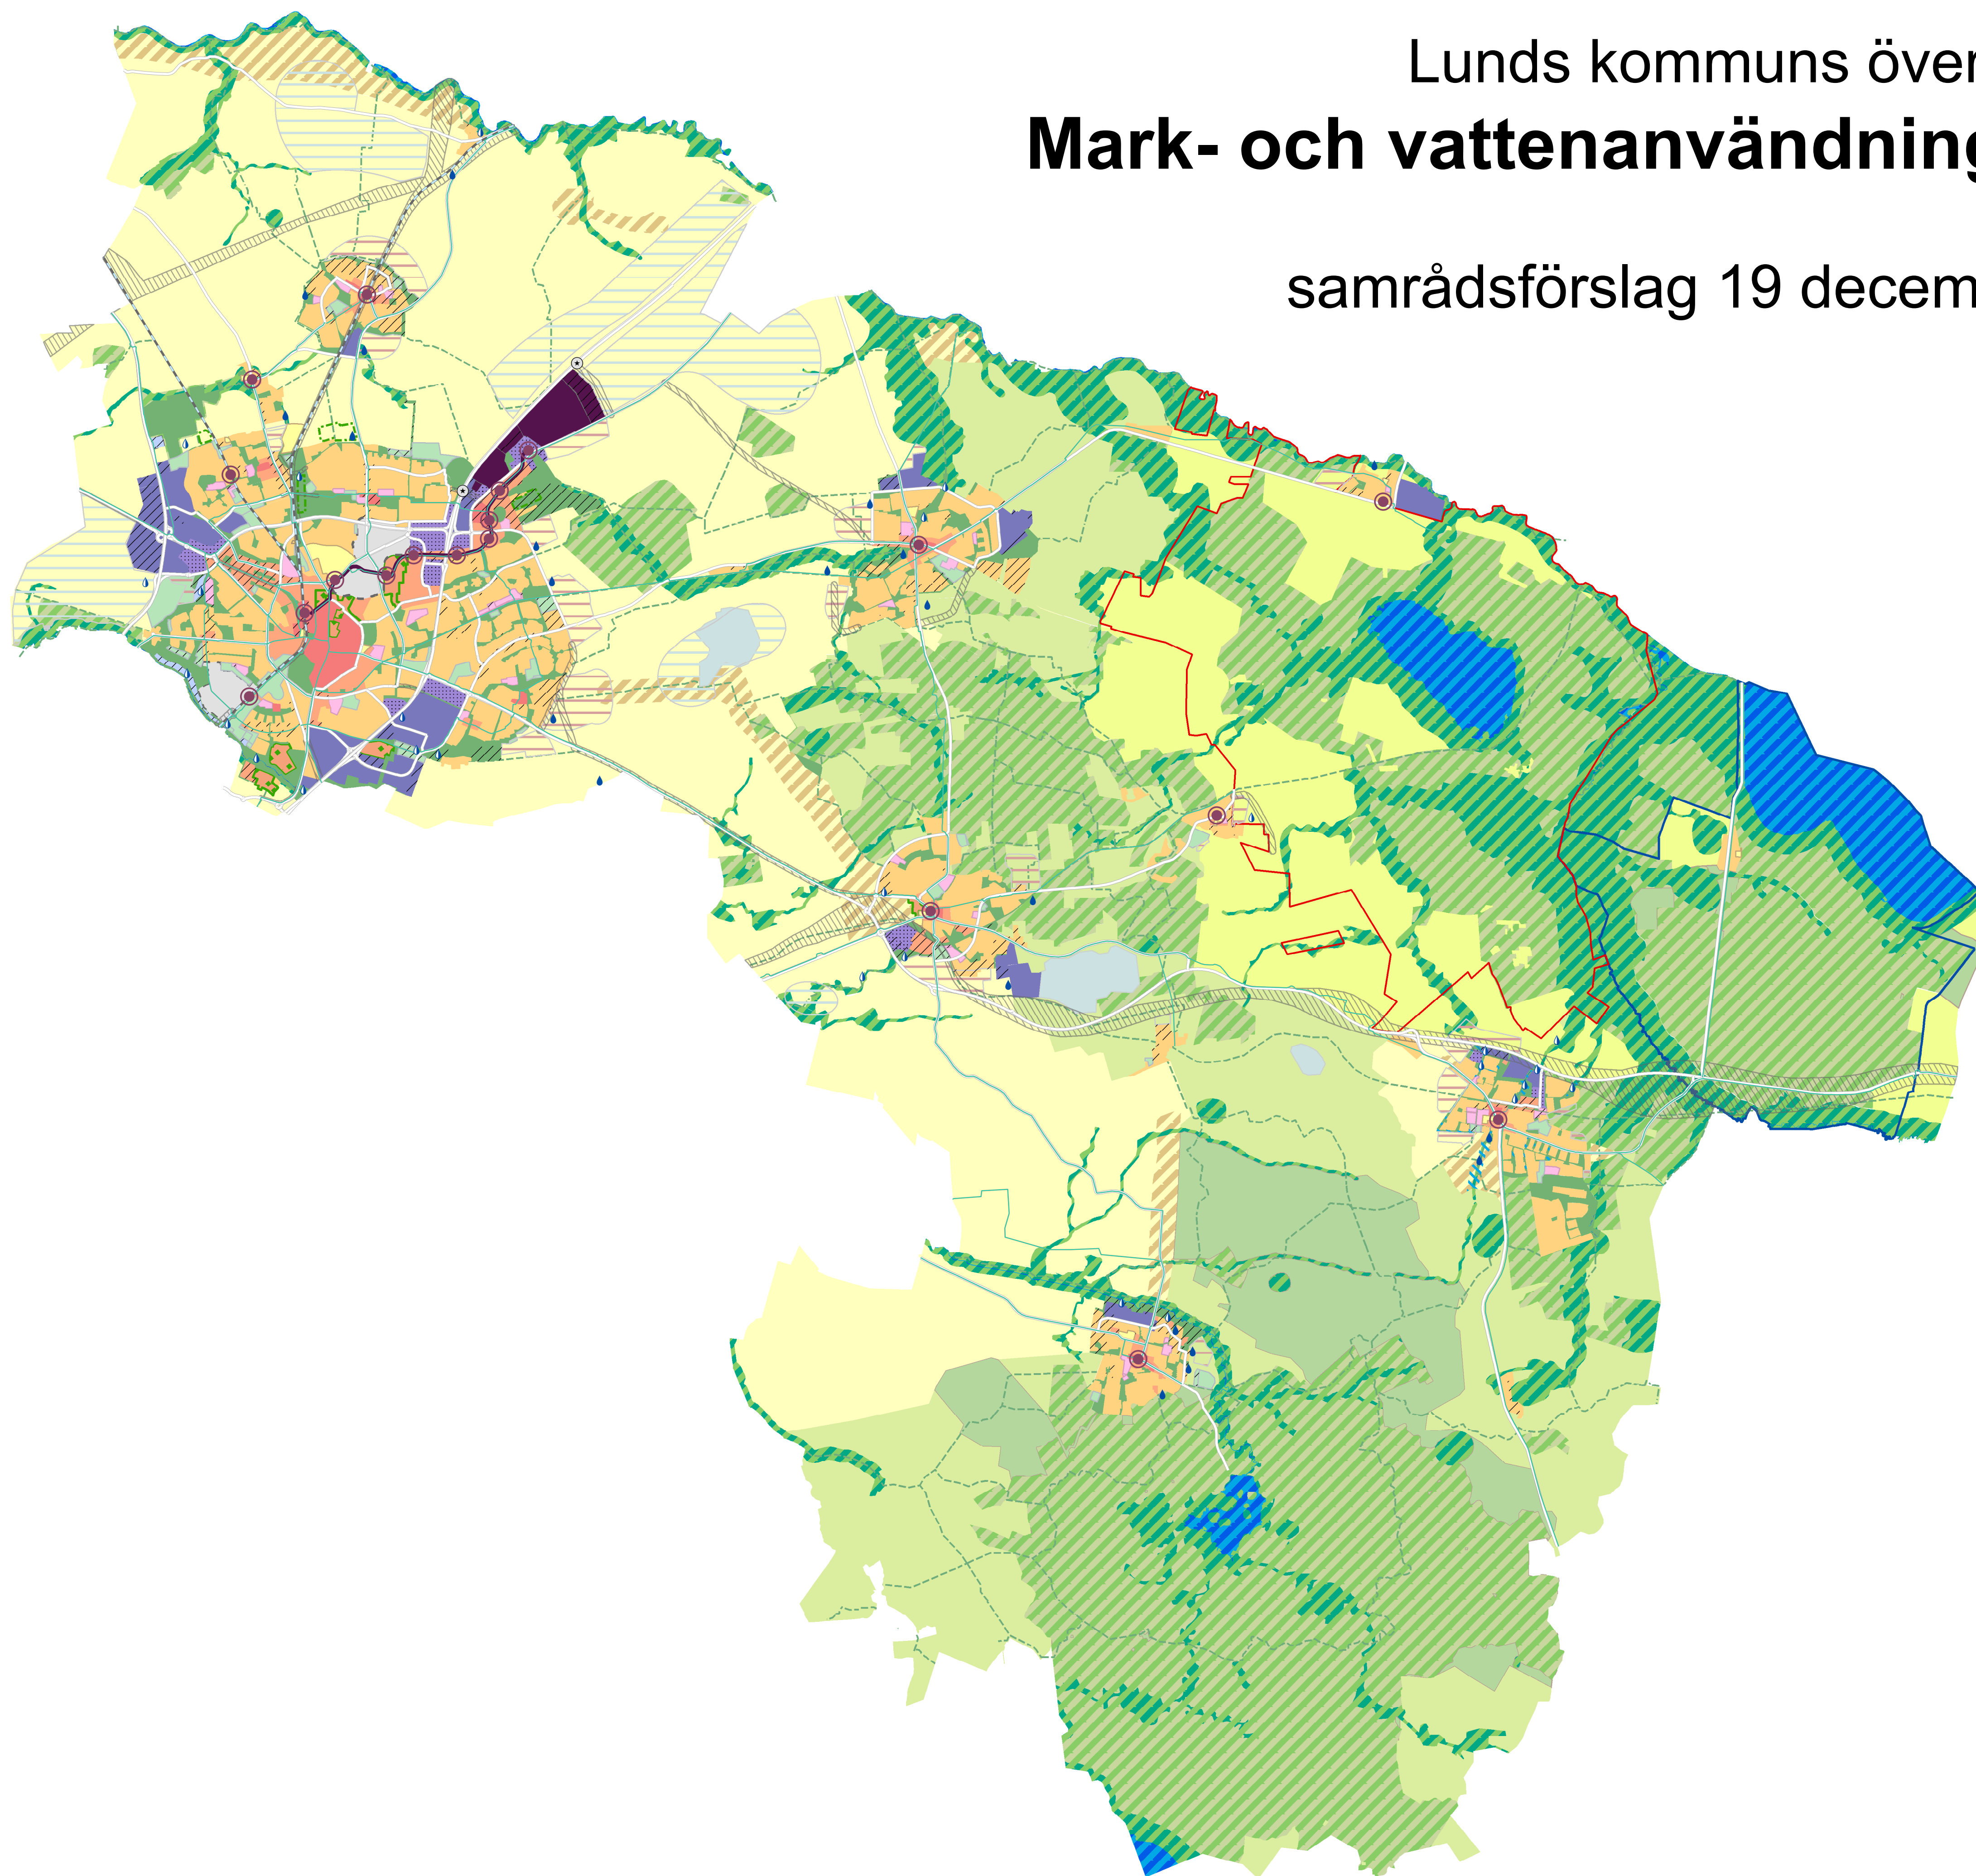 Lunds kommuns över
Mark- och vattenanvändning
samrådsförslag 19 decem